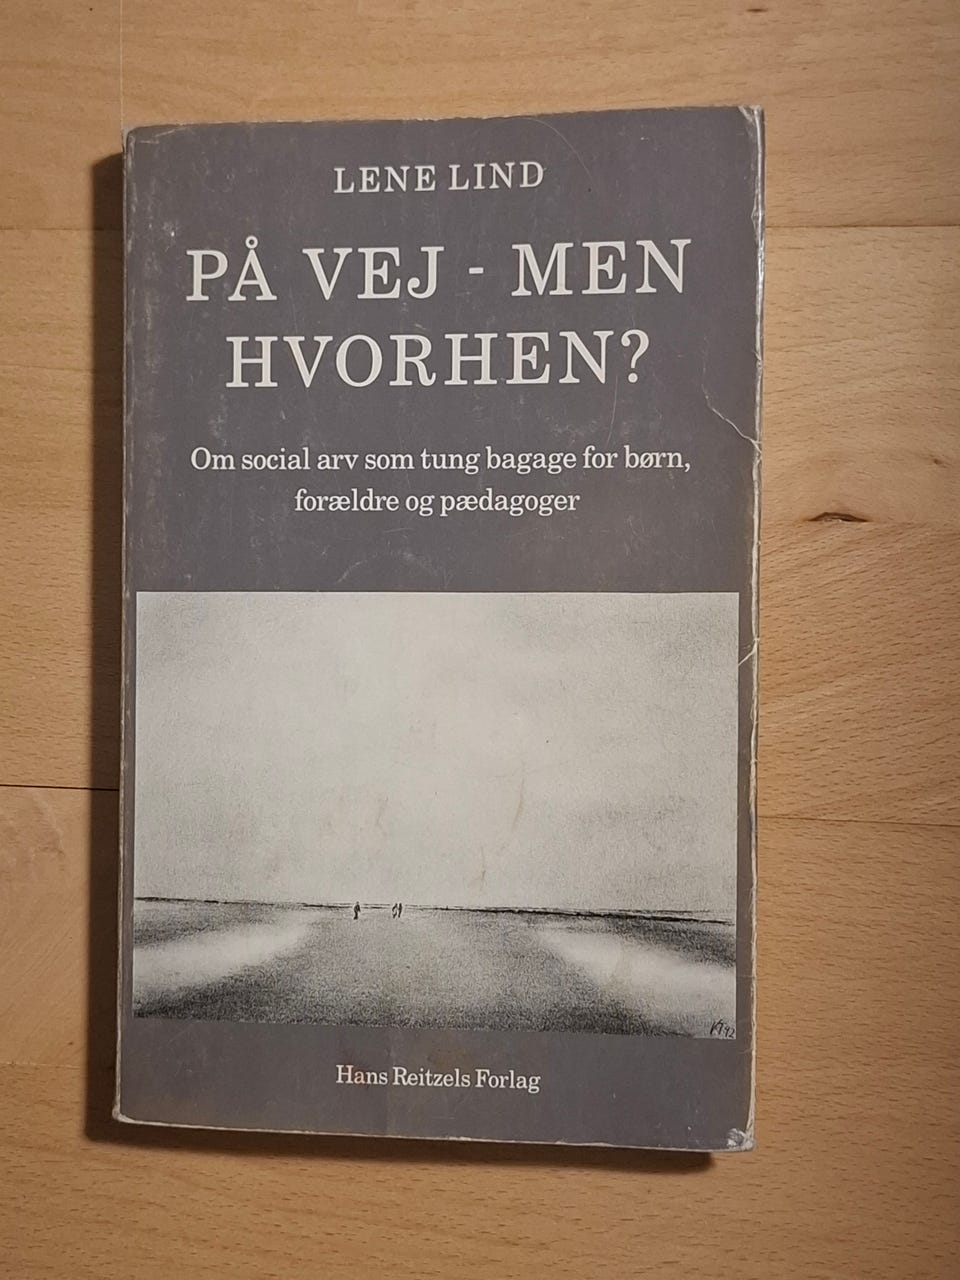 LENE LIND
PÅ VEJ - MEN
HVORHEN?
Om social arv som tung bagage for børn,
forældre og pædagoger
Hans Reitzels Forlag